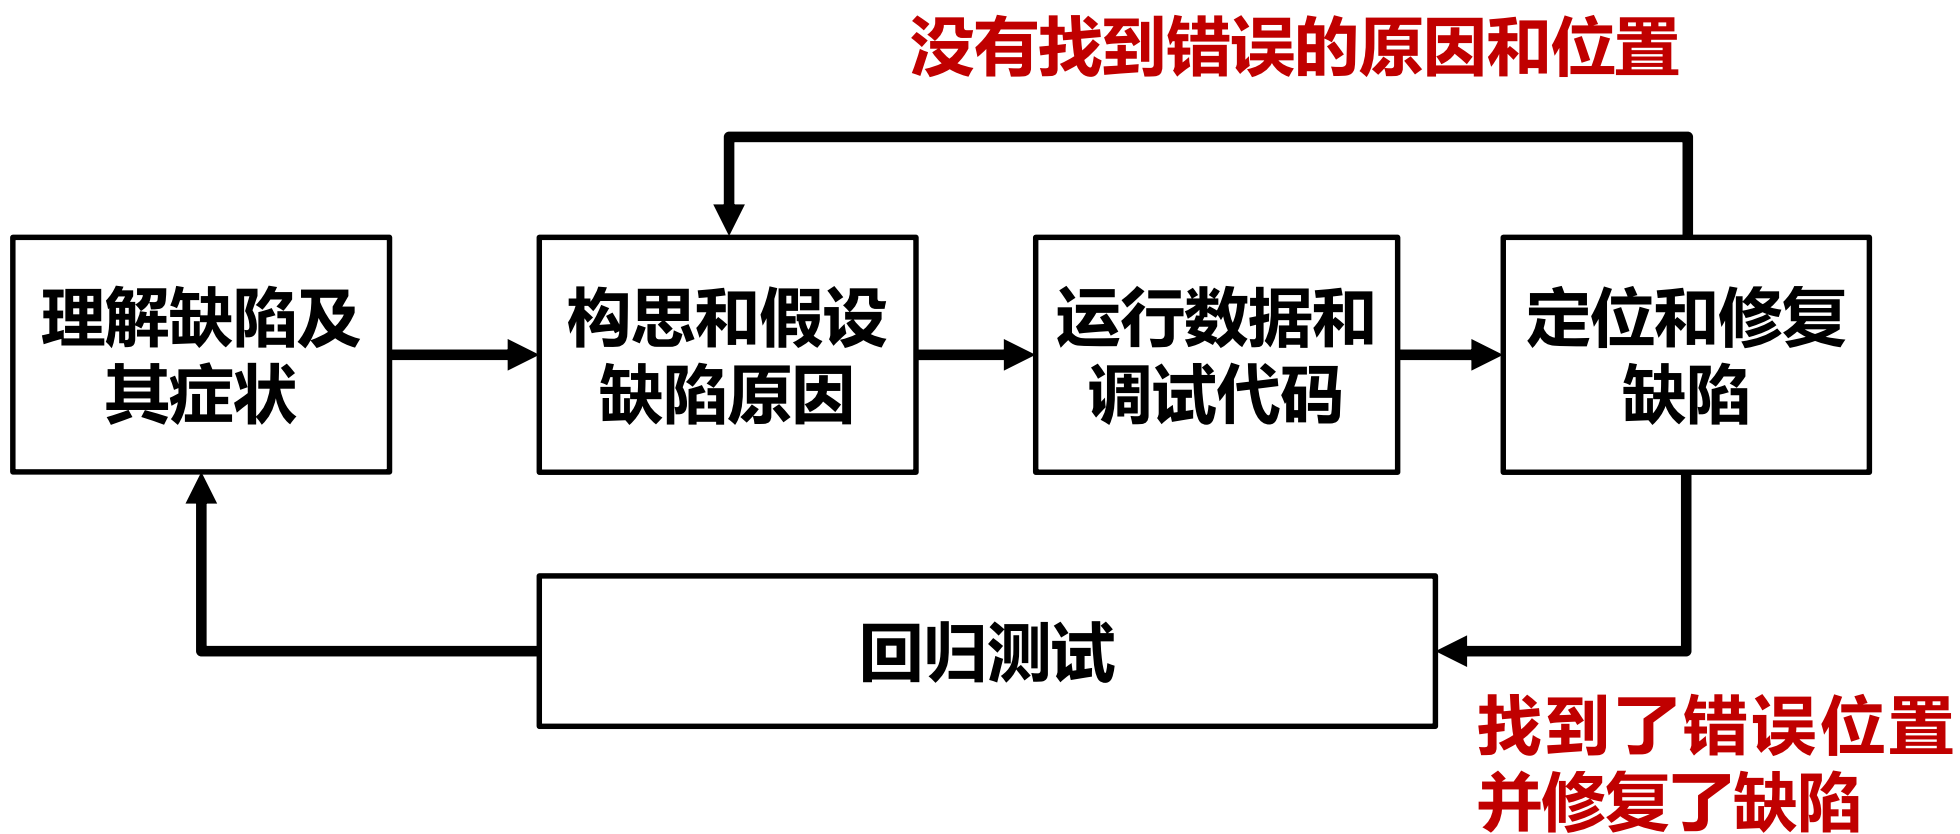 没有找到错误的原因和位置
理解缺陷及
其症状
构思和假设
缺陷原因
运行数据和
调试代码
定位和修复
缺陷
回归测试
找到了错误位置
并修复了缺陷